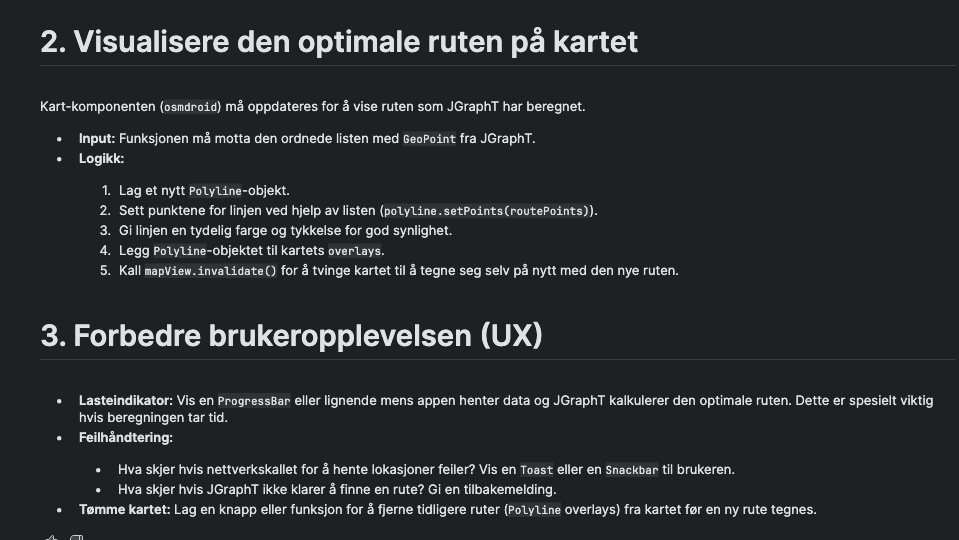 2. Visualisere den optimale ruten på kartet
Kart-komponenten (osmdroid) må oppdateres for å vise ruten som JGraphT har beregnet.
• Input: Funksjonen må motta den ordnede listen med GeoPoint fra JGraphT.
• Logikk:
1. Lag et nytt Polyline-objekt.
2. Sett punktene for linjen ved hjelp av listen (polyline.setPoints(routePoints)).
3. Gi linjen en tydelig farge og tykkelse for god synlighet.
4. Legg Polyline-objektet til kartets overlays.
5. Kall mapView.invalidate() for å tvinge kartet til å tegne seg selv på nytt med den nye ruten.
3. Forbedre brukeropplevelsen (UX)
• Lasteindikator: Vis en ProgressBar eller lignende mens appen henter data og JGraphT kalkulerer den optimale ruten. Dette er spesielt viktig
hvis beregningen tar tid.
• Feilhåndtering:
• Hva skjer hvis nettverkskallet for å hente lokasjoner feiler? Vis en Toast eller en Snackbar til brukeren.
• Hva skjer hvis JGraphT ikke klarer å finne en rute? Gi en tilbakemelding.
• Tømme kartet: Lag en knapp eller funksjon for å fjerne tidligere ruter (Polyline overlays) fra kartet før en ny rute tegnes.